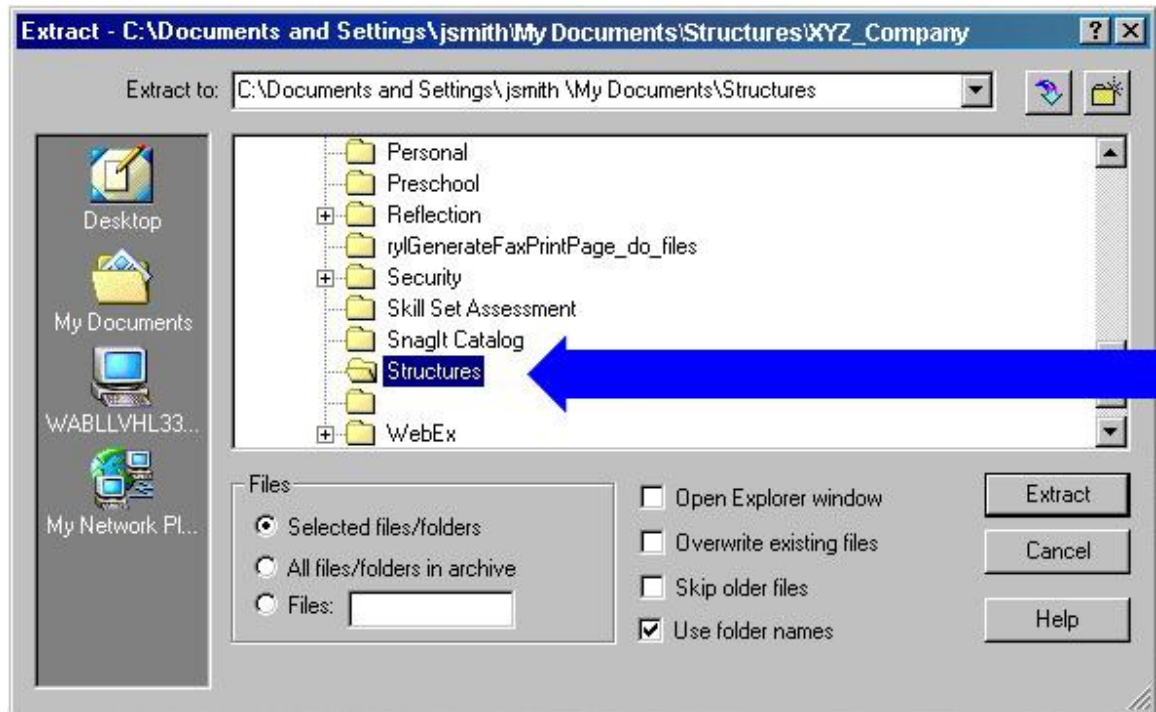 Extract - C:\Documents and Settings\jsmith\My Documents\Structures\XYZ_Company
Extract to: C:\Documents and Settings\jsmith \My Documents\Structures
Desktop
My Documents
WABLLVHL33...
My Network Pl...
Personal
Preschool
Reflection
rylGenerateFaxPrintPage_do_files
Security
Skill Set Assessment
SnagIt Catalog
Structures
WebEx
Files
Selected files/folders
All files/folders in archive
Files:
Open Explorer window
Overwrite existing files
Skip older files
Use folder names
Extract
Cancel
Help